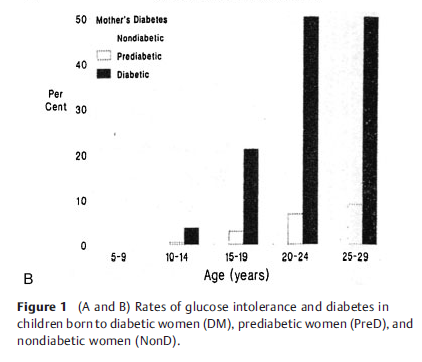 50 Mother's Diabetes
Nondiabetic
Prediabetic
Diabetic
40
Per
Cent
30
20
10
0
5-9 10-14 15-19 20-24 25-29
Age (years)
B
Figure 1 (A and B) Rates of glucose intolerance and diabetes in
children born to diabetic women (DM), prediabetic women (PreD), and
nondiabetic women (NonD).